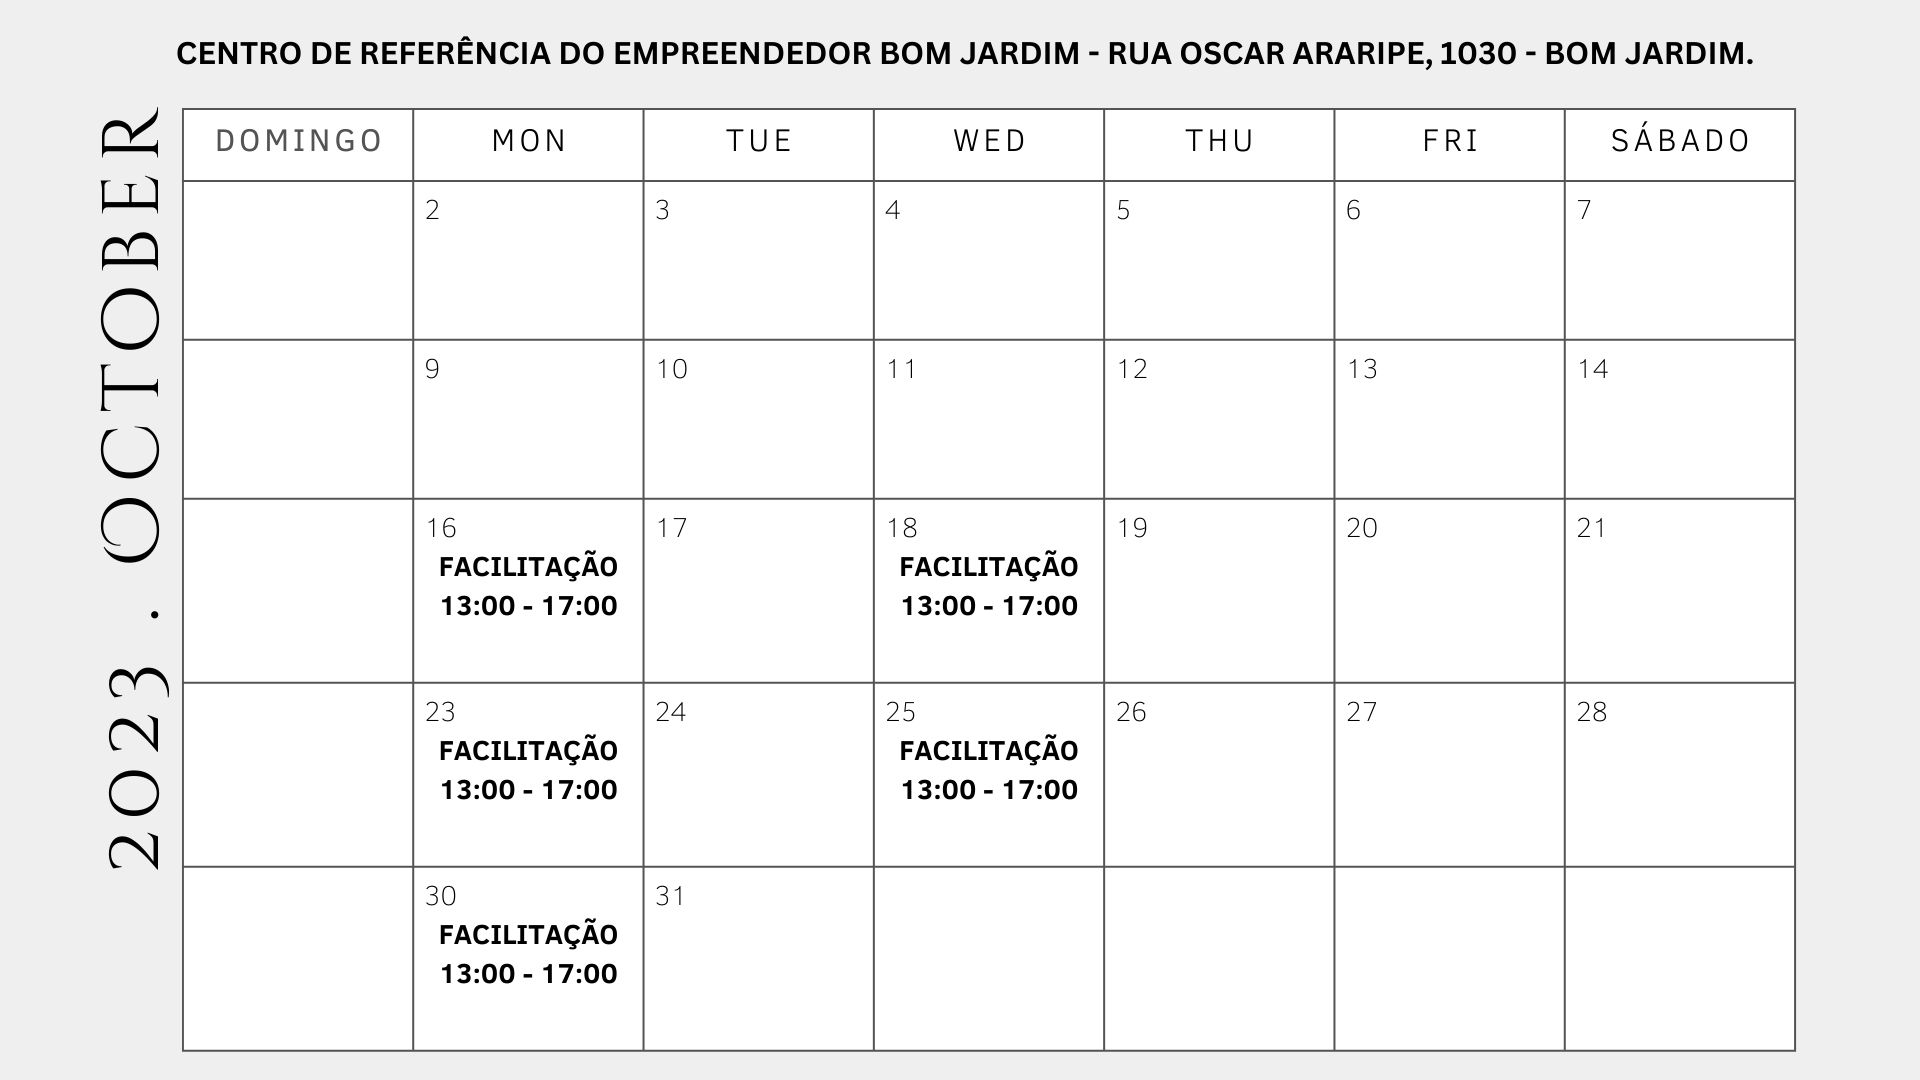 CENTRO DE REFERÊNCIA DO EMPREENDEDOR BOM JARDIM - RUA OSCAR ARARIPE, 1030 - BOM JARDIM.
2023 . OCTOBER
DOMINGO MON TUE WED THU FRI SÁBADO
2 3 4 5 6 7
9 10 11 12 13 14
16 17 18 19 20 21
FACILITAÇÃO FACILITAÇÃO
13:00 - 17:00 13:00 - 17:00
23 24 25 26 27 28
FACILITAÇÃO FACILITAÇÃO
13:00 - 17:00 13:00 - 17:00
30 31
FACILITAÇÃO
13:00 - 17:00